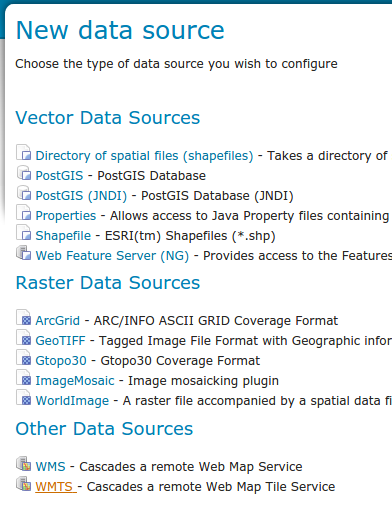 New data source
Choose the type of data source you wish to configure
Vector Data Sources
Directory of spatial files (shapefiles) - Takes a directory of
PostGIS - PostGIS Database
PostGIS (JNDI) - PostGIS Database (JNDI)
Properties - Allows access to Java Property files containing
Shapefile - ESRI(tm) Shapefiles (*.shp)
Web Feature Server (NG) - Provides access to the Features
Raster Data Sources
ArcGrid - ARC/INFO ASCII GRID Coverage Format
GeoTIFF - Tagged Image File Format with Geographic infor
Gtopo30 - Gtopo30 Coverage Format
ImageMosaic - Image mosaicking plugin
WorldImage - A raster file accompanied by a spatial data fi
Other Data Sources
WMS - Cascades a remote Web Map Service
WMTS - Cascades a remote Web Map Tile Service